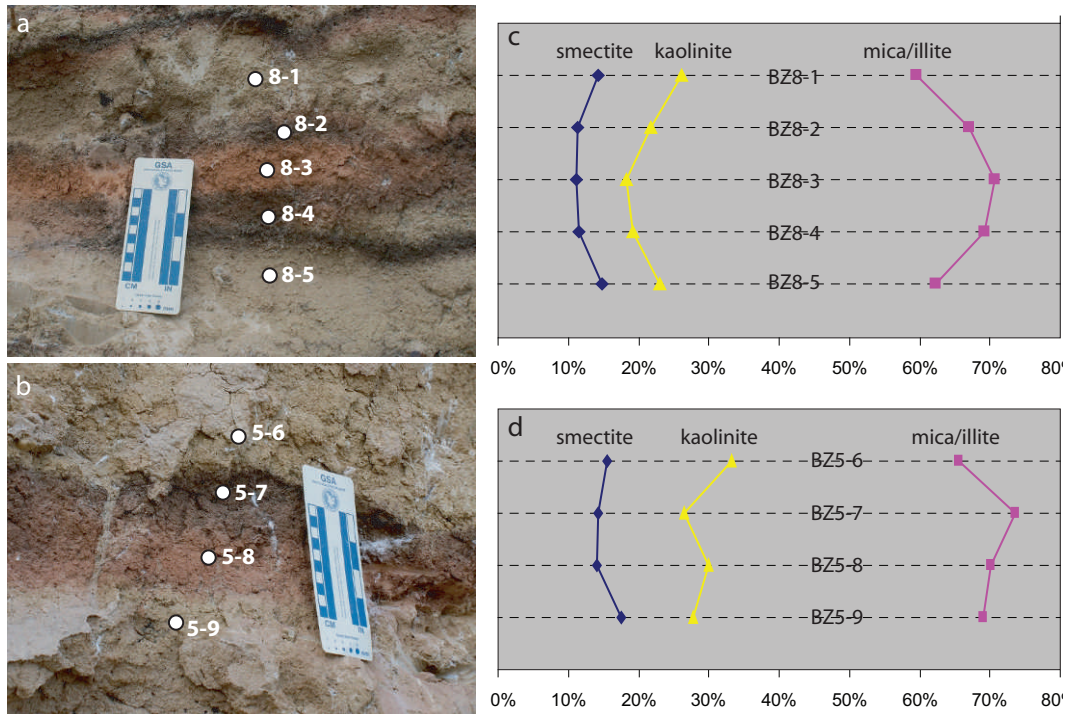 a
8-1
8-2
8-3
8-4
8-5
GSA
CM
IN
b
5-6
5-7
5-8
5-9
GSA
CM
IN
c
smectite
kaolinite
mica/illite
BZ8-1
BZ8-2
BZ8-3
BZ8-4
BZ8-5
0% 10% 20% 30% 40% 50% 60% 70% 80
d
smectite
kaolinite
mica/illite
BZ5-6
BZ5-7
BZ5-8
BZ5-9
0% 10% 20% 30% 40% 50% 60% 70% 80